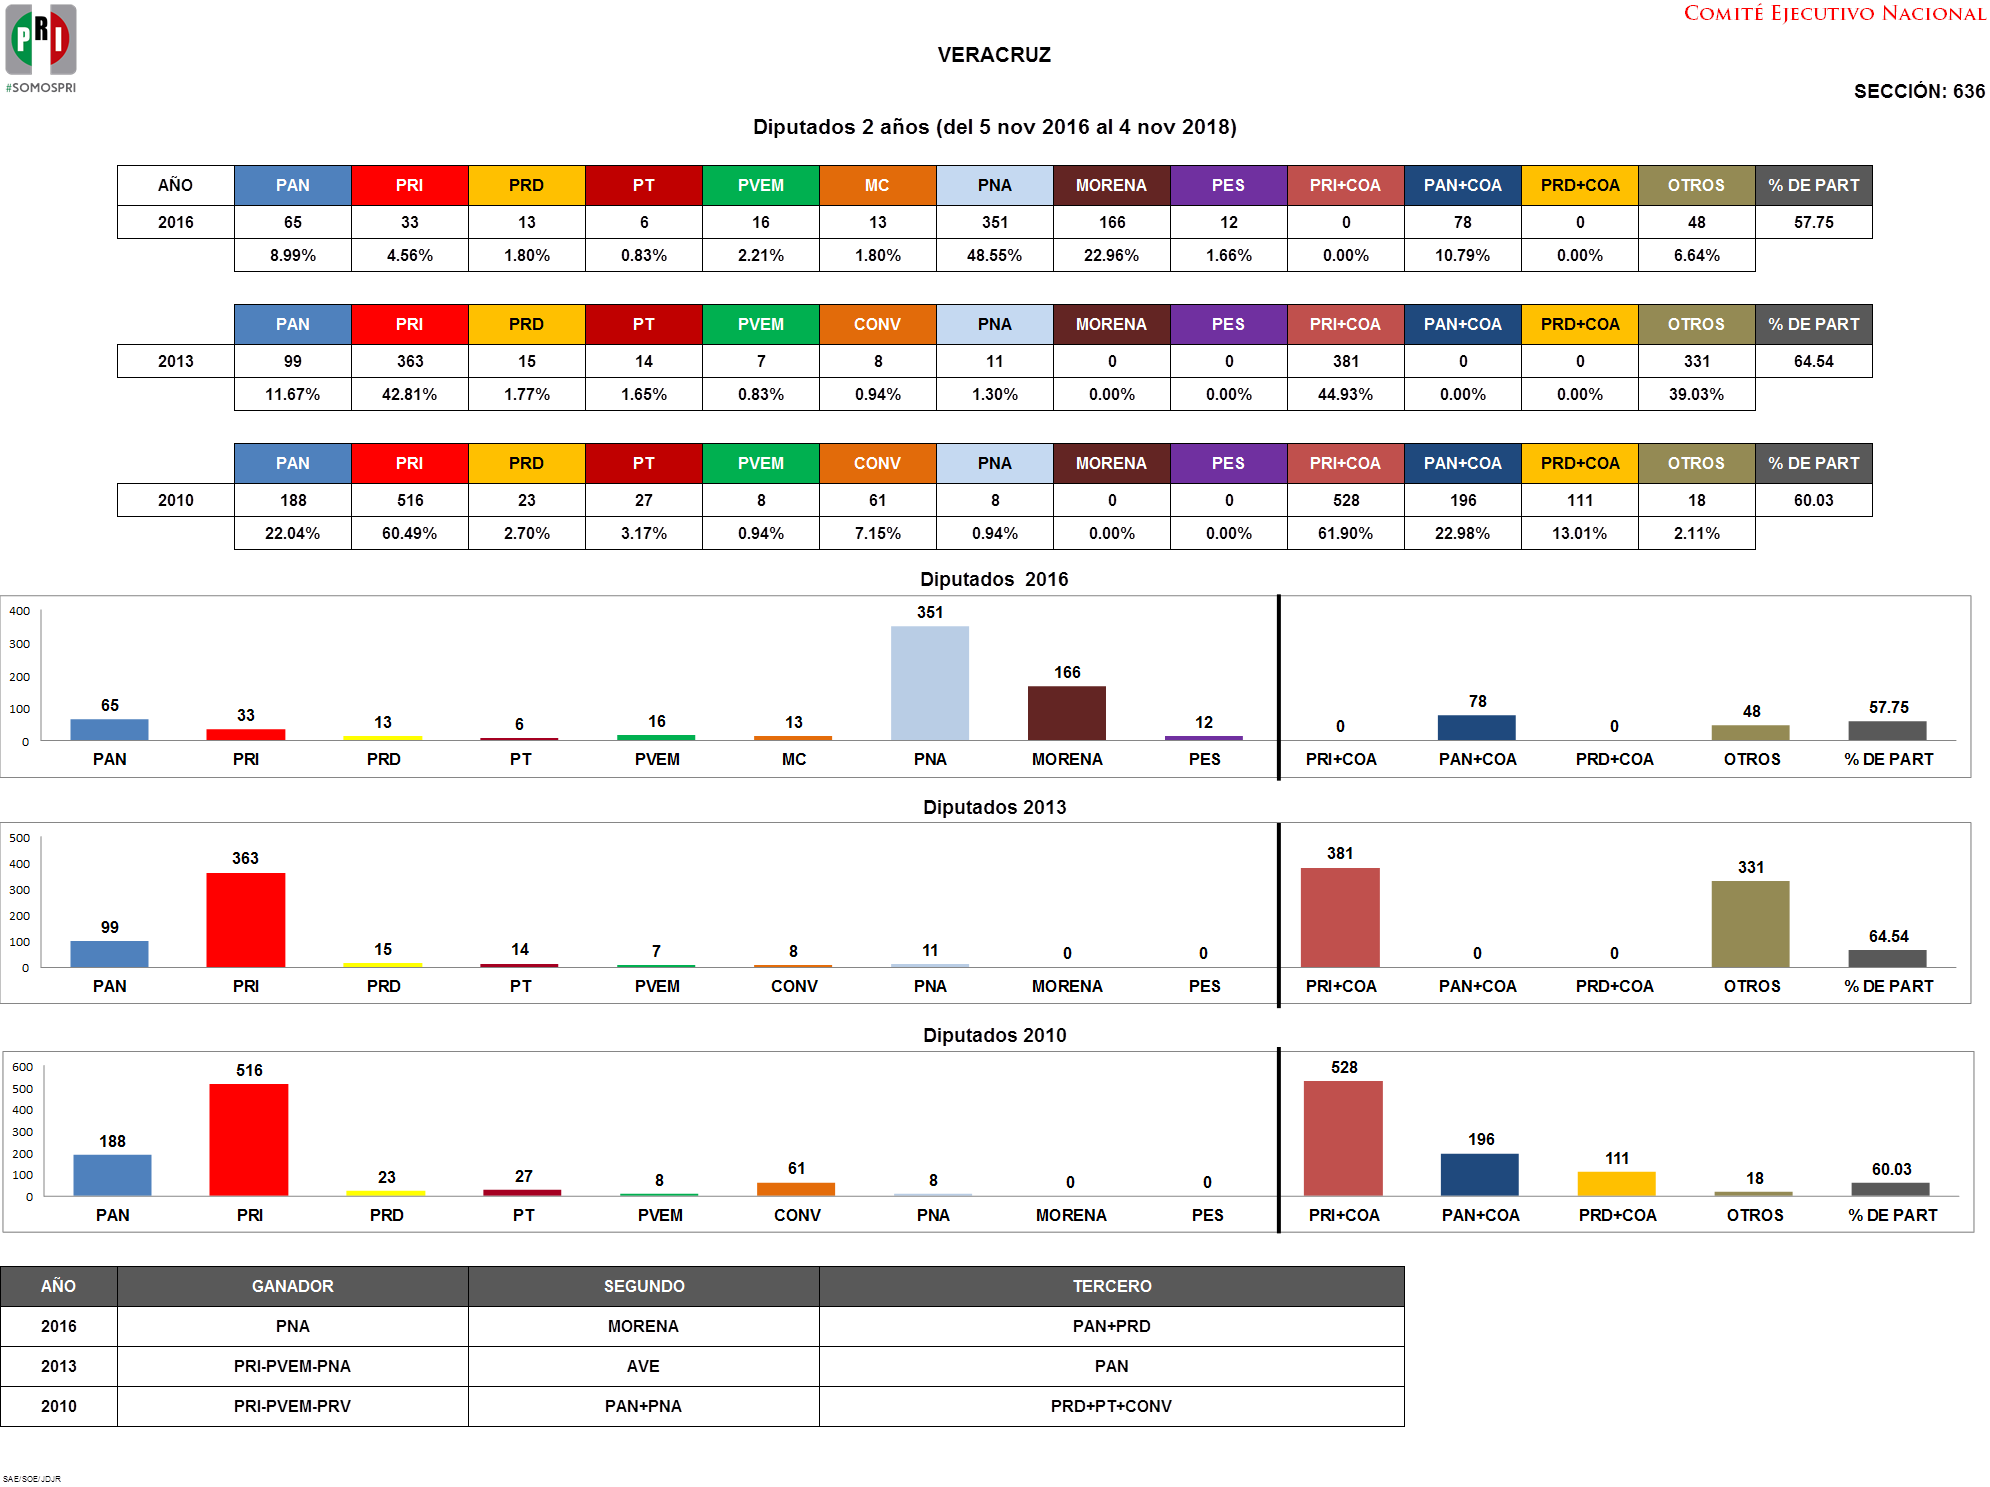 PRI
#SOMOSPRI
COMITÉ EJECUTIVO NACIONAL
VERACRUZ
SECCIÓN: 636
Diputados 2 años (del 5 nov 2016 al 4 nov 2018)
AÑO PAN PRI PRD PT PVEM MC PNA MORENA PES PRI+COA PAN+COA PRD+COA OTROS % DE PART
2016 65 33 13 6 16 13 351 166 12 0 78 0 48 57.75
8.99% 4.56% 1.80% 0.83% 2.21% 1.80% 48.55% 22.96% 1.66% 0.00% 10.79% 0.00% 6.64%
PAN PRI PRD PT PVEM CONV PNA MORENA PES PRI+COA PAN+COA PRD+COA OTROS % DE PART
2013 99 363 15 14 7 8 11 0 0 381 0 0 331 64.54
11.67% 42.81% 1.77% 1.65% 0.83% 0.94% 1.30% 0.00% 0.00% 44.93% 0.00% 0.00% 39.03%
PAN PRI PRD PT PVEM CONV PNA MORENA PES PRI+COA PAN+COA PRD+COA OTROS % DE PART
2010 188 516 23 27 8 61 8 0 0 528 196 111 18 60.03
22.04% 60.49% 2.70% 3.17% 0.94% 7.15% 0.94% 0.00% 0.00% 61.90% 22.98% 13.01% 2.11%
Diputados 2016
400
300
200
100
0
65 33 13 6 16 13 351 166 12 0 78 0 48 57.75
PAN PRI PRD PT PVEM MC PNA MORENA PES PRI+COA PAN+COA PRD+COA OTROS % DE PART
Diputados 2013
500
400
300
200
100
0
99 363 15 14 7 8 11 0 0 381 0 0 331 64.54
PAN PRI PRD PT PVEM CONV PNA MORENA PES PRI+COA PAN+COA PRD+COA OTROS % DE PART
Diputados 2010
600
500
400
300
200
100
0
188 516 23 27 8 61 8 0 0 528 196 111 18 60.03
PAN PRI PRD PT PVEM CONV PNA MORENA PES PRI+COA PAN+COA PRD+COA OTROS % DE PART
AÑO GANADOR SEGUNDO TERCERO
2016 PNA MORENA PAN+PRD
2013 PRI-PVEM-PNA AVE PAN
2010 PRI-PVEM-PRV PAN+PNA PRD+PT+CONV
SAE/SOE/JDJR